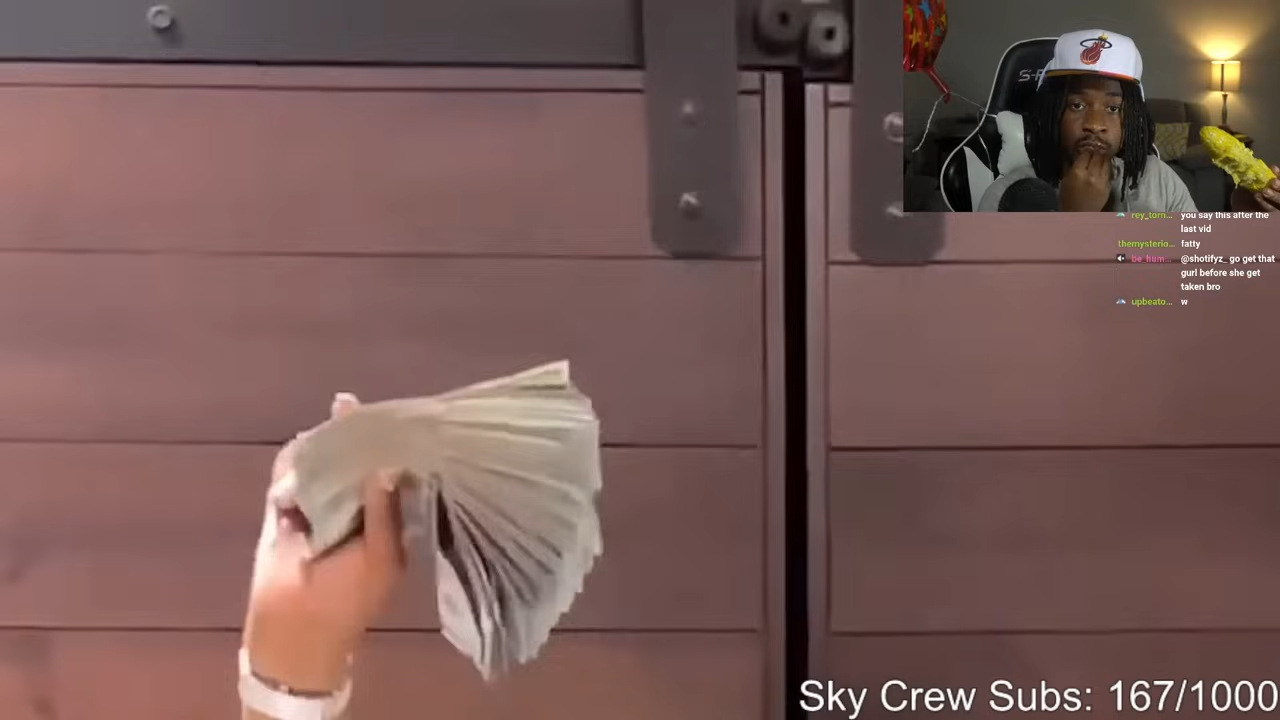 rey_torri… you say this after the
last vid
themysterio… fatty
be_hum… @shotifyz_ go get that
gurl before she get
taken bro
upbeato… w
Sky Crew Subs: 167/1000